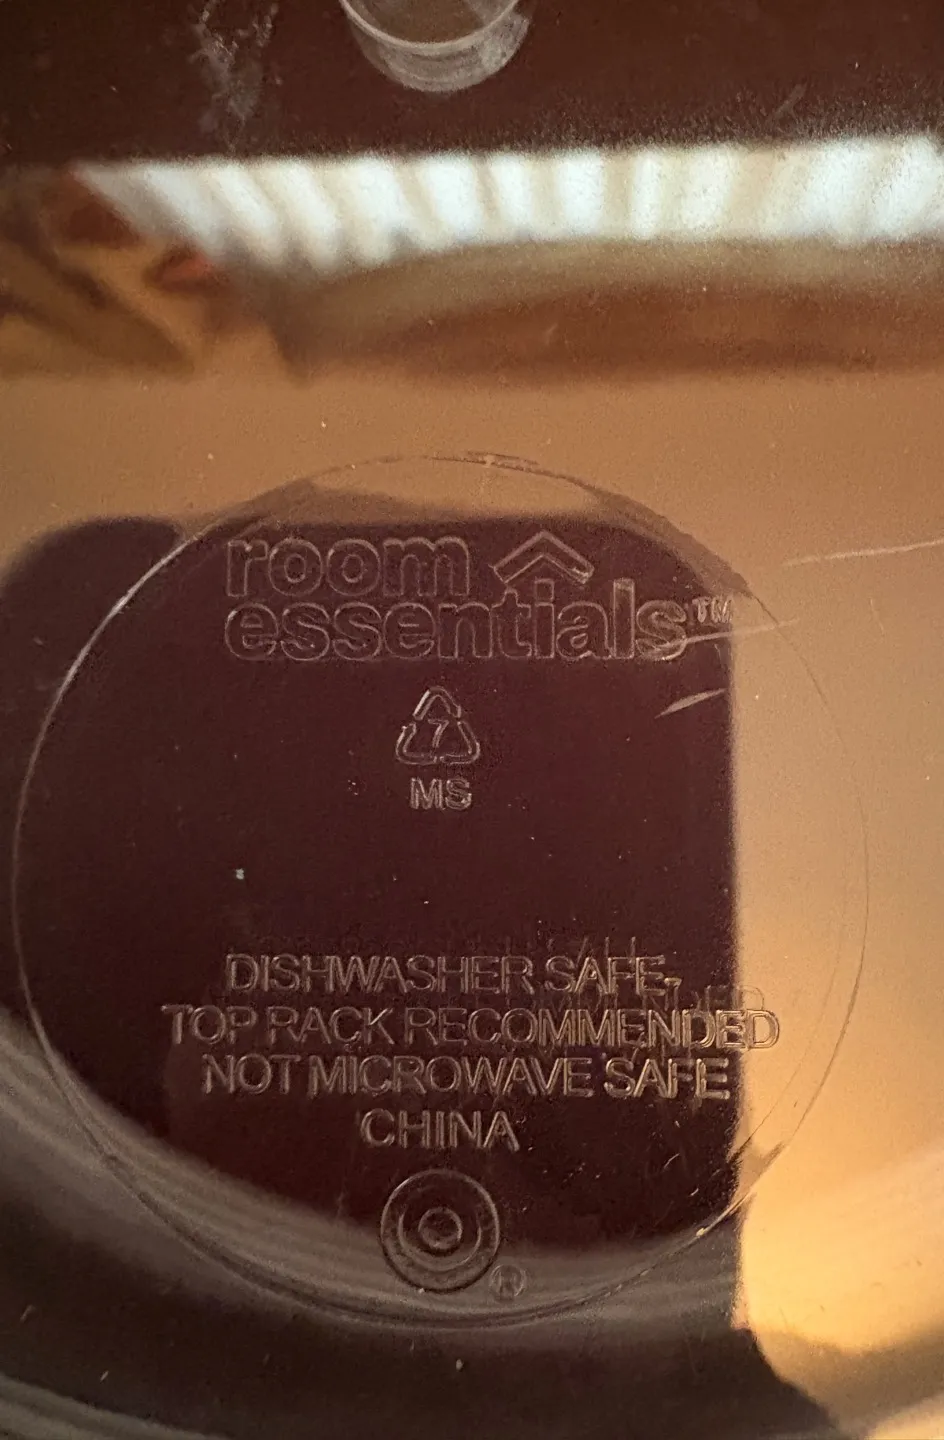 room
essentials™
7
MS
DISHWASHER SAFE-
TOP RACK RECOMMENDED
NOT MICROWAVE SAFE
CHINA
®